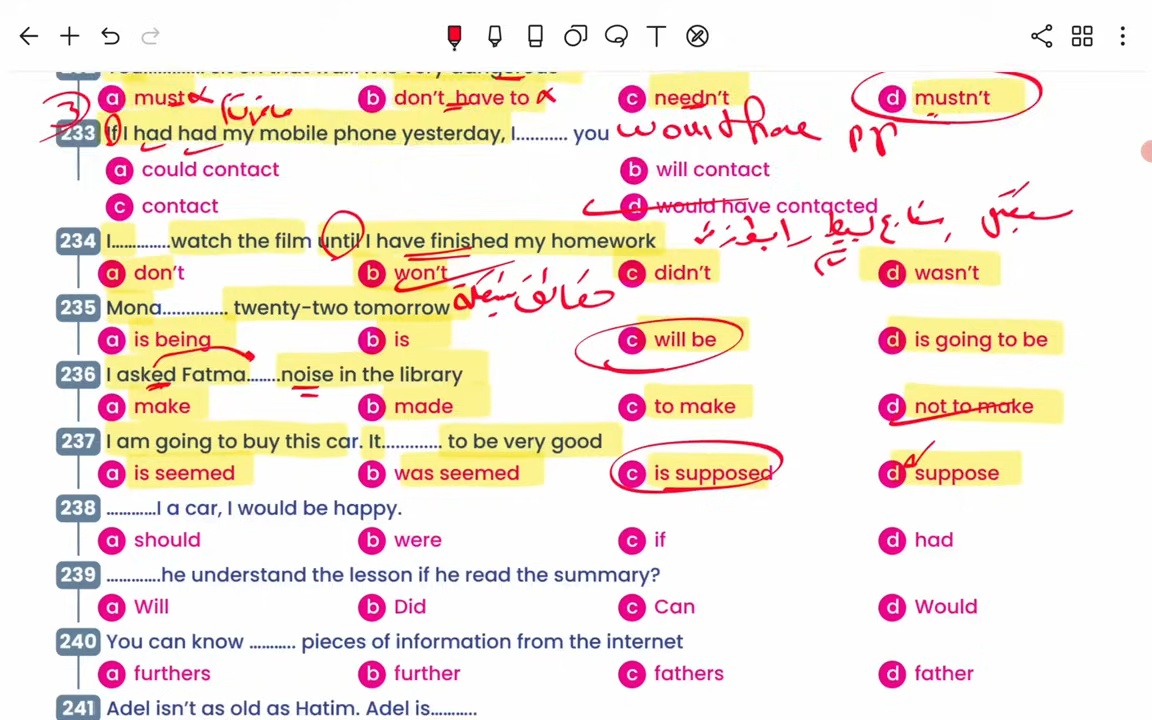 a must b don't have to c needn't d mustn't
233 If I had had my mobile phone yesterday, I........... you would have pp
a could contact b will contact
c contact d would have contacted
234 I..............watch the film until I have finished my homework
a don't b won't c didn't d wasn't
235 Mona.............. twenty-two tomorrow
a is being b is c will be d is going to be
236 I asked Fatma........noise in the library
a make b made c to make d not to make
237 I am going to buy this car. It............. to be very good
a is seemed b was seemed c is supposed d suppose
238 ............I a car, I would be happy.
a should b were c if d had
239 .............he understand the lesson if he read the summary?
a Will b Did c Can d Would
240 You can know ........... pieces of information from the internet
a furthers b further c fathers d father
241 Adel isn't as old as Hatim. Adel is...........